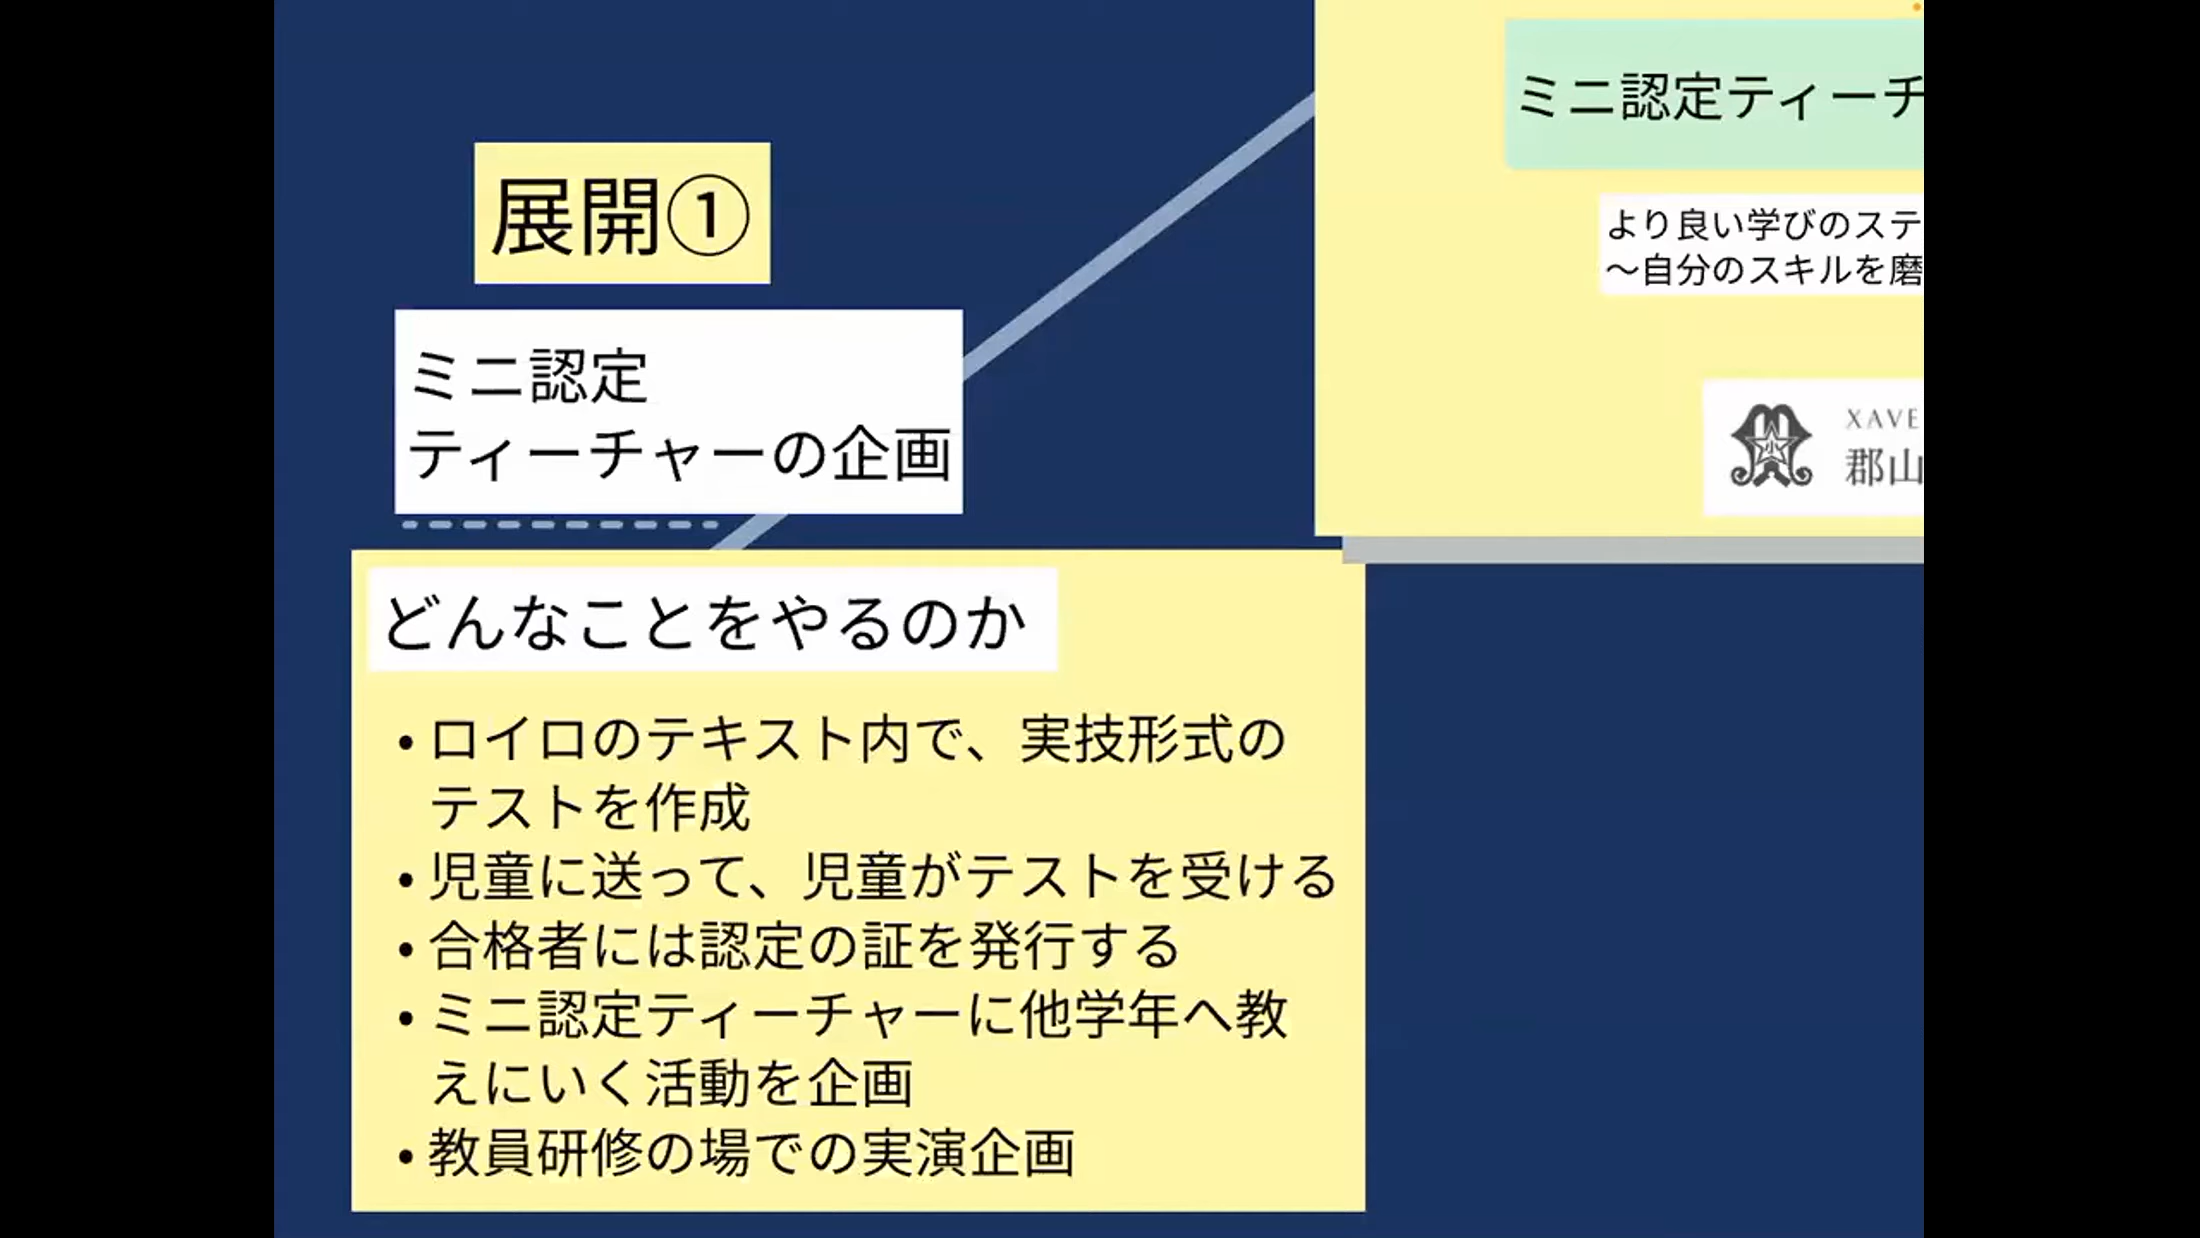 展開①
ミニ認定
ティーチャーの企画
どんなことをやるのか
•ロイロのテキスト内で、実技形式の
テストを作成
•児童に送って、児童がテストを受ける
•合格者には認定の証を発行する
•ミニ認定ティーチャーに他学年へ教
えにいく活動を企画
•教員研修の場での実演企画
ミニ認定ティーチ
より良い学びのステ
～自分のスキルを磨
小
XAVE
郡山